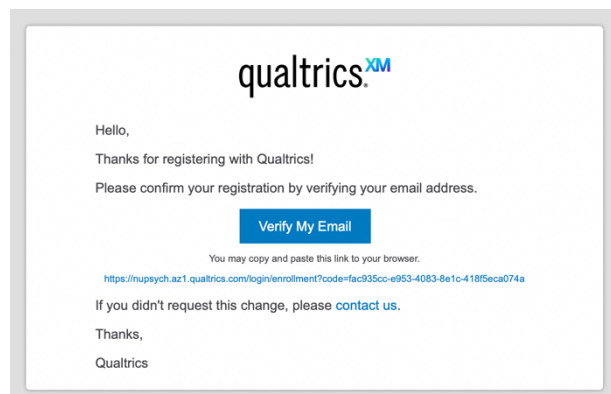 qualtrics.XM
Hello,
Thanks for registering with Qualtrics!
Please confirm your registration by verifying your email address.
Verify My Email
You may copy and paste this link to your browser.
https://nupsych.az1.qualtrics.com/login/enrollment?code=fac935cc-e953-4083-8e1c-418f5eca074a
If you didn't request this change, please contact us.
Thanks,
Qualtrics